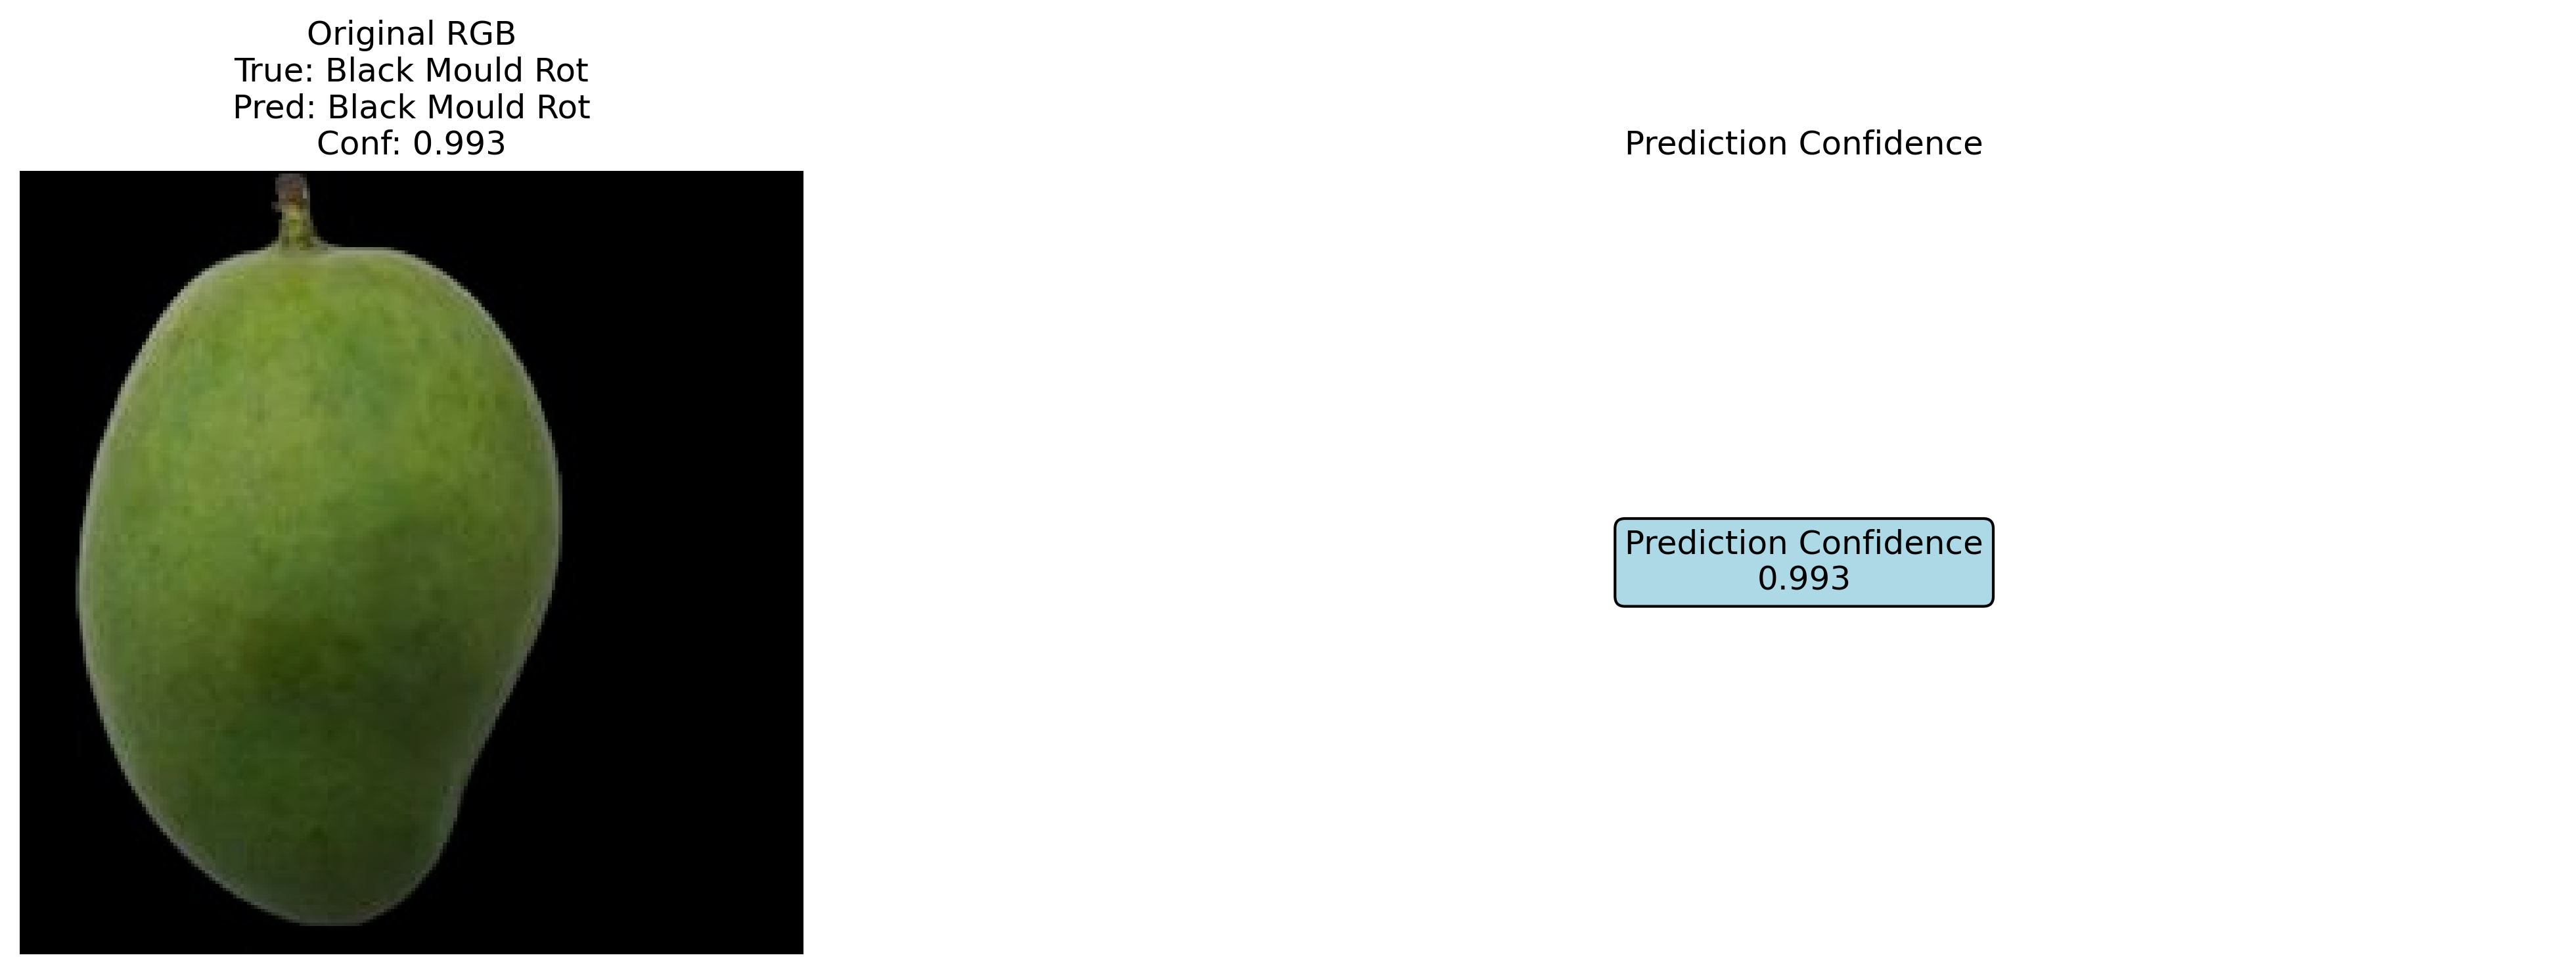 Original RGB
True: Black Mould Rot
Pred: Black Mould Rot
Conf: 0.993
Prediction Confidence
Prediction Confidence
0.993